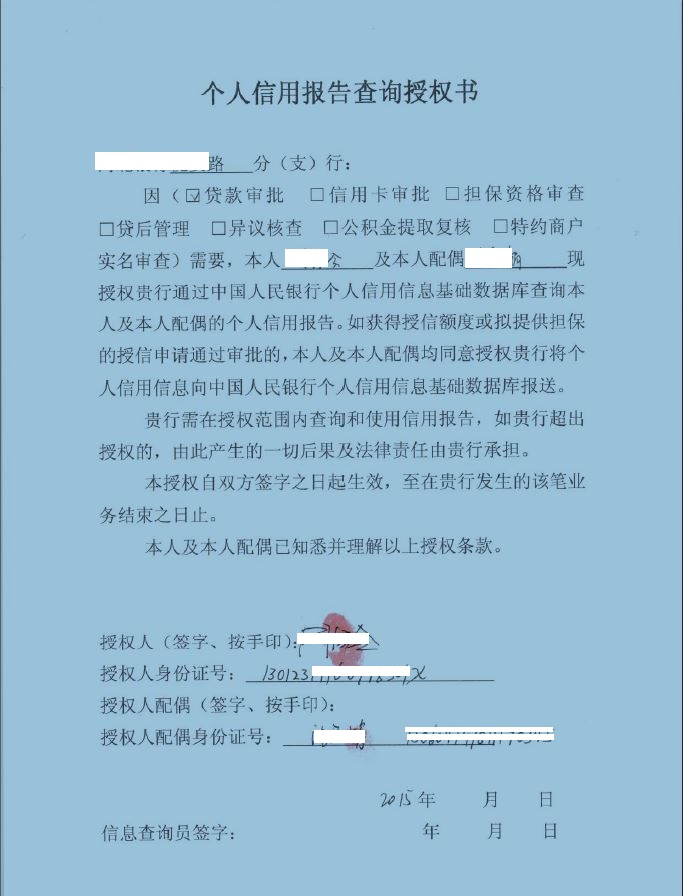 个人信用报告查询授权书
路 分（支）行：
因（☑贷款审批 □信用卡审批 □担保资格审查
□贷后管理 □异议核查 □公积金提取复核 □特约商户
实名审查）需要，本人 及本人配偶 现
授权贵行通过中国人民银行个人信用信息基础数据库查询本
人及本人配偶的个人信用报告。如获得授信额度或拟提供担保
的授信申请通过审批的，本人及本人配偶均同意授权贵行将个
人信用信息向中国人民银行个人信用信息基础数据库报送。
贵行需在授权范围内查询和使用信用报告，如贵行超出
授权的，由此产生的一切后果及法律责任由贵行承担。
本授权自双方签字之日起生效，至在贵行发生的该笔业
务结束之日止。
本人及本人配偶已知悉并理解以上授权条款。
授权人（签字、按手印）：
授权人身份证号： 130123 X
授权人配偶（签字、按手印）：
授权人配偶身份证号：
2015年 月 日
信息查询员签字： 年 月 日